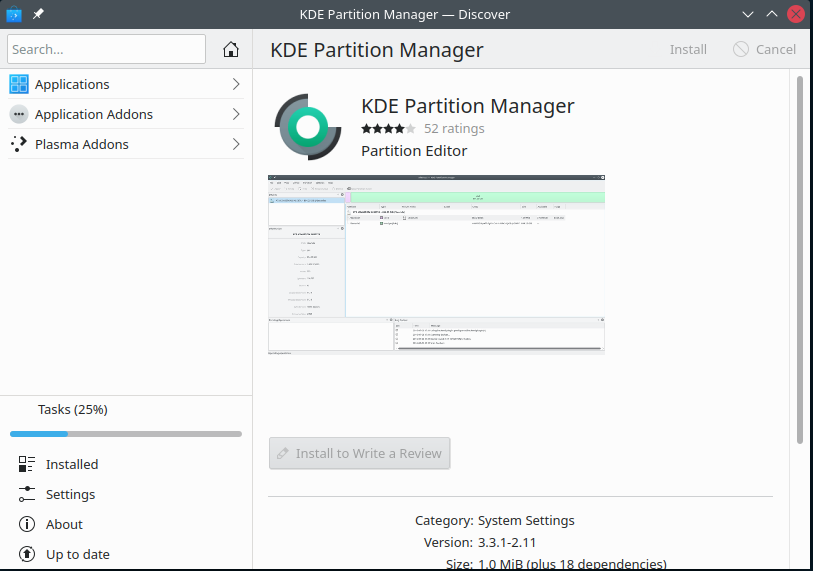 KDE Partition Manager — Discover
Search...
KDE Partition Manager
Install
Cancel
Applications
Application Addons
Plasma Addons
KDE Partition Manager
52 ratings
Partition Editor
Tasks (25%)
Installed
Settings
About
Up to date
Install to Write a Review
Category: System Settings
Version: 3.3.1-2.11
Size: 1.0 MiB (plus 18 dependencies)